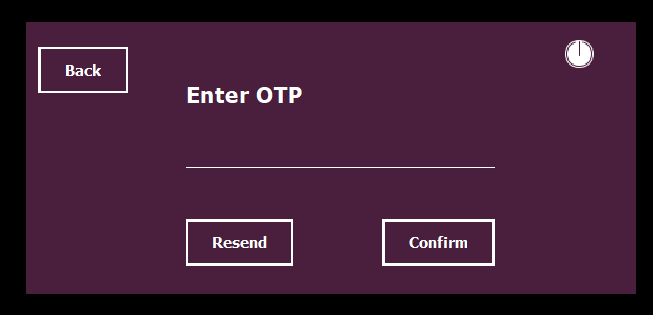 Back
Enter OTP
Resend
Confirm